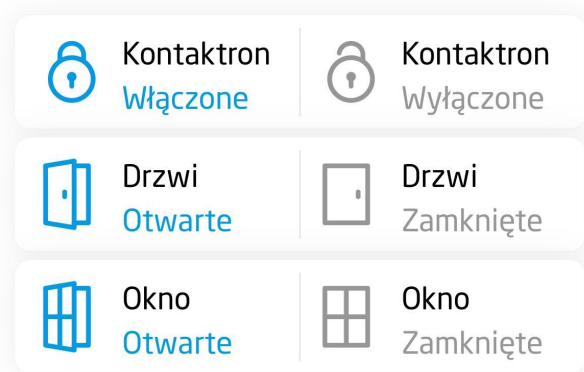 Kontaktron
Włączone
Kontaktron
Wyłączone
Drzwi
Otwarte
Drzwi
Zamknięte
Okno
Otwarte
Okno
Zamknięte